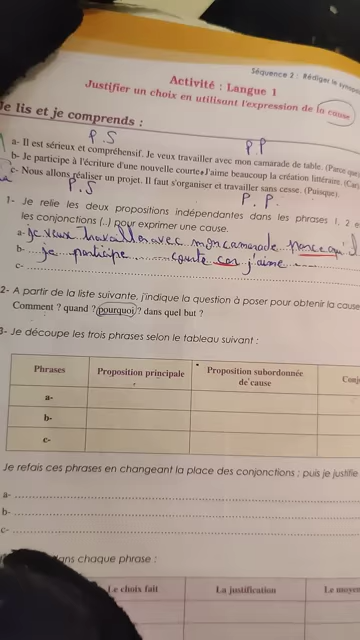 Séquence 2 : Rédiger le synopsis
Activité : Langue 1
Justifier un choix en utilisant l'expression de la cause
Je lis et je comprends :
P.S P P
a- Il est sérieux et compréhensif. Je veux travailler avec mon camarade de table. (Parce que)
b- Je participe à l'écriture d'une nouvelle courte. J'aime beaucoup la création littéraire. (Car
c- Nous allons réaliser un projet. Il faut s'organiser et travailler sans cesse. (Puisque).
P.S P.P.
1- Je relie les deux propositions indépendantes dans les phrases 1, 2 e
les conjonctions (..) pour exprimer une cause.
a- je veux travailler avec mon camarade parce qu'il
b- je participe courte car j'aime
c-
2- A partir de la liste suivante, j'indique la question à poser pour obtenir la cause
Comment ? quand ? pourquoi ? dans quel but ?
3- Je découpe les trois phrases selon le tableau suivant :
Phrases Proposition principale Proposition subordonnée de cause Conj
a-
b-
c-
Je refais ces phrases en changeant la place des conjonctions ; puis je justifie
a-
b-
c-
ans chaque phrase :
Le choix fait La justification Le moyen